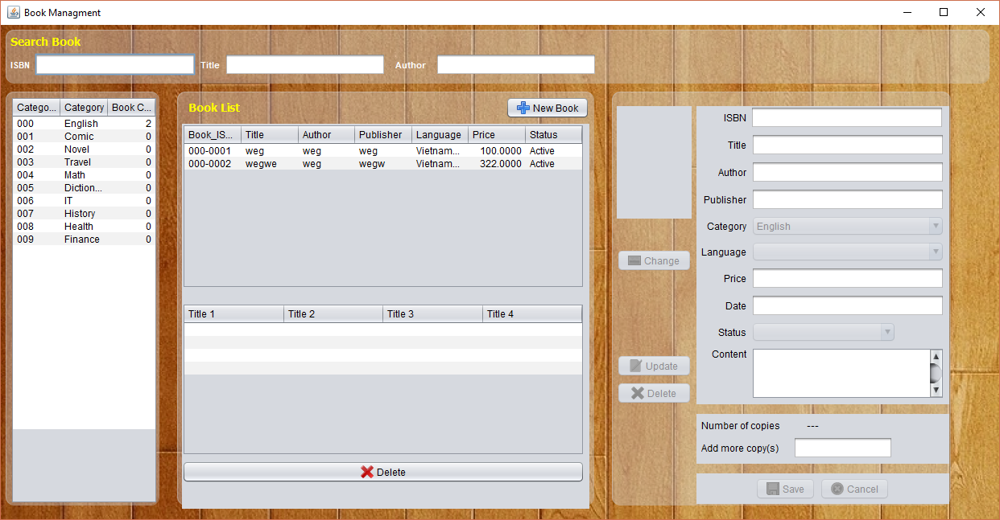 Book Managment
Search Book
ISBN Title Author
Catego... Category Book C...
000 English 2
001 Comic 0
002 Novel 0
003 Travel 0
004 Math 0
005 Diction... 0
006 IT 0
007 History 0
008 Health 0
009 Finance 0
Book List
New Book
Book_IS... Title Author Publisher Language Price Status
000-0001 weg weg weg Vietnam... 100.0000 Active
000-0002 wegwe weg wegw Vietnam... 322.0000 Active
Title 1 Title 2 Title 3 Title 4
Delete
Change
Update
Delete
ISBN
Title
Author
Publisher
Category English
Language
Price
Date
Status
Content
Number of copies ---
Add more copy(s)
Save Cancel